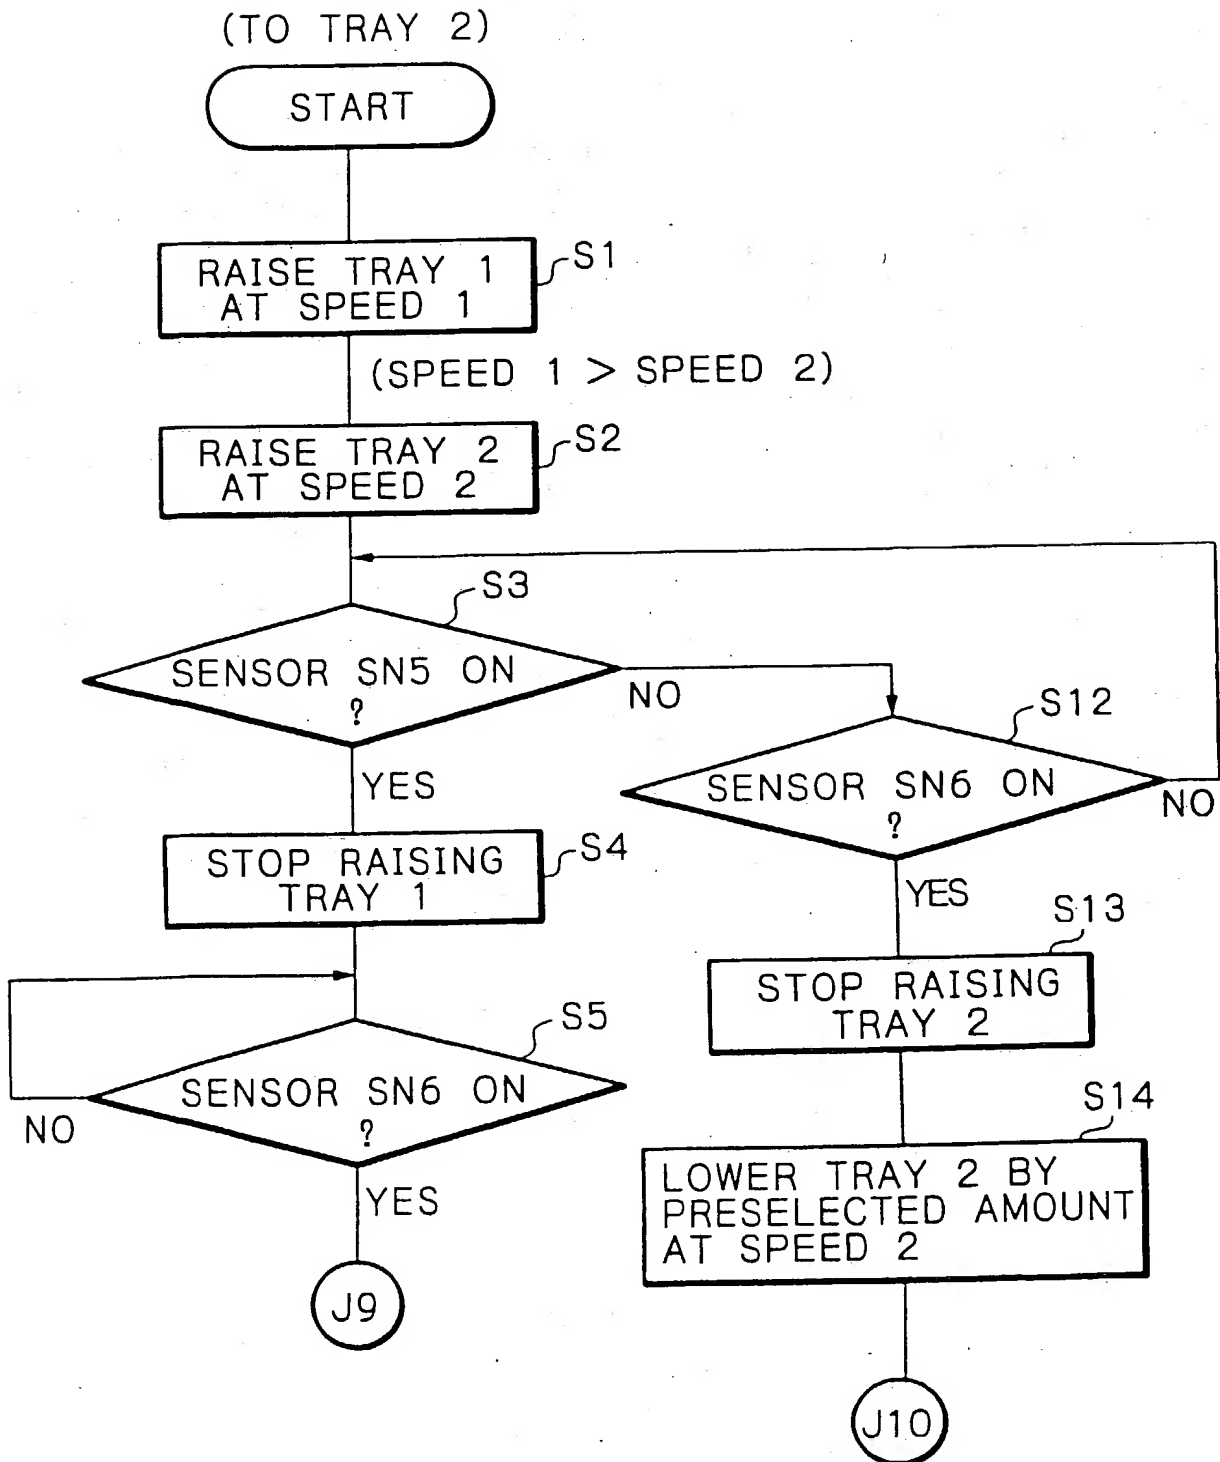 (TO TRAY 2)
START
RAISE TRAY 1
AT SPEED 1
S1
(SPEED 1 > SPEED 2)
RAISE TRAY 2
AT SPEED 2
S2
S3
SENSOR SN5 ON
?
NO
YES
S12
SENSOR SN6 ON
?
NO
YES
STOP RAISING
TRAY 1
S4
S13
STOP RAISING
TRAY 2
S5
SENSOR SN6 ON
?
NO
YES
S14
LOWER TRAY 2 BY
PRESELECTED AMOUNT
AT SPEED 2
J9
J10